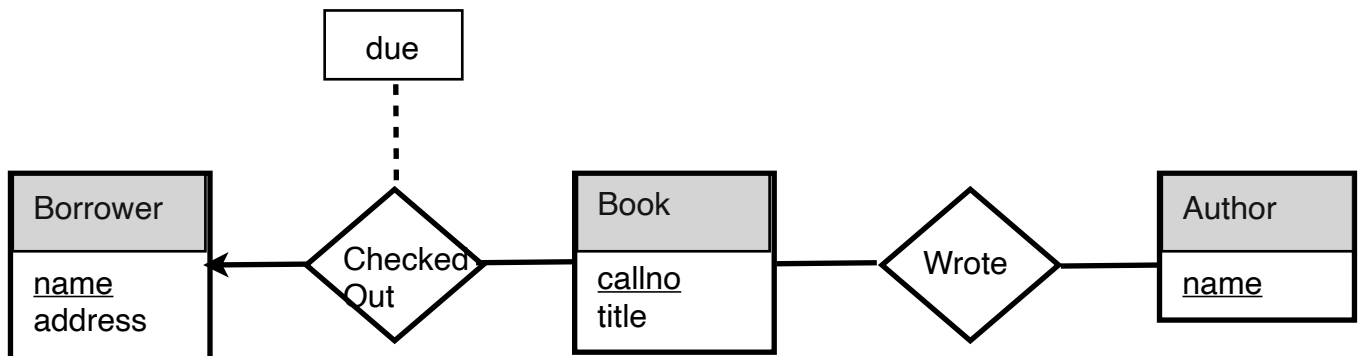 due
Borrower
name
address
Checked
Out
Book
callno
title
Wrote
Author
name